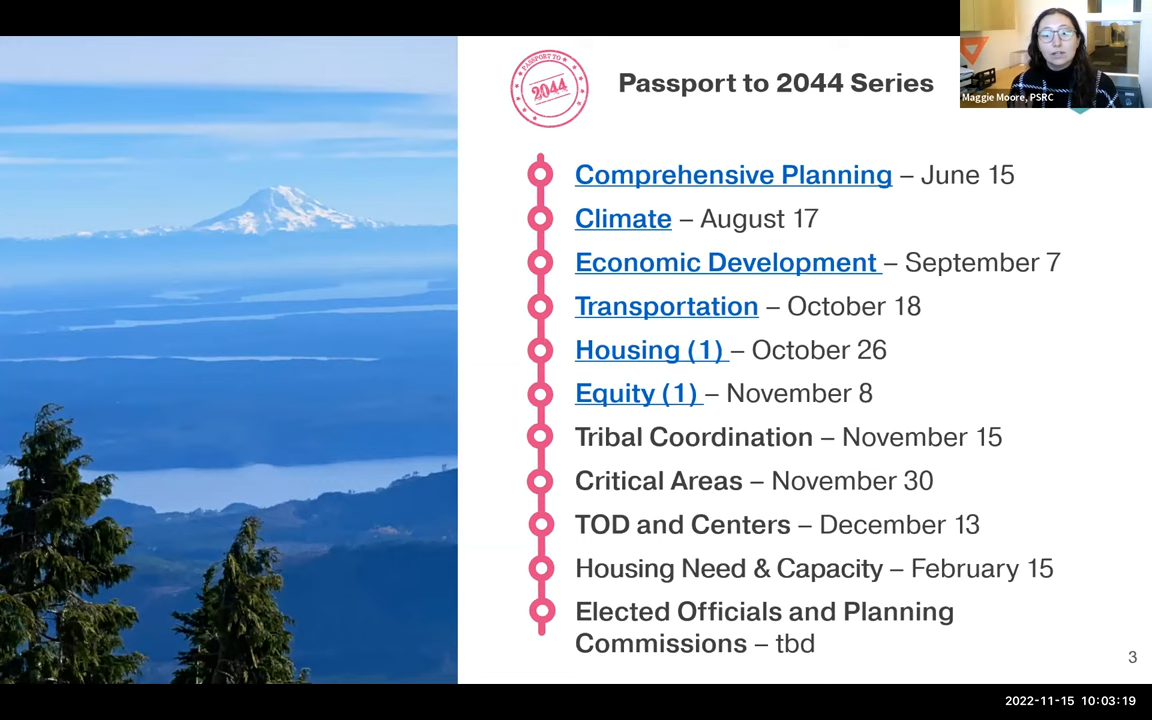 PASSPORT TO
2044
Passport to 2044 Series
Maggie Moore, PSRC
Comprehensive Planning – June 15
Climate – August 17
Economic Development – September 7
Transportation – October 18
Housing (1) – October 26
Equity (1) – November 8
Tribal Coordination – November 15
Critical Areas – November 30
TOD and Centers – December 13
Housing Need & Capacity – February 15
Elected Officials and Planning
Commissions – tbd
3
2022-11-15 10:03:19